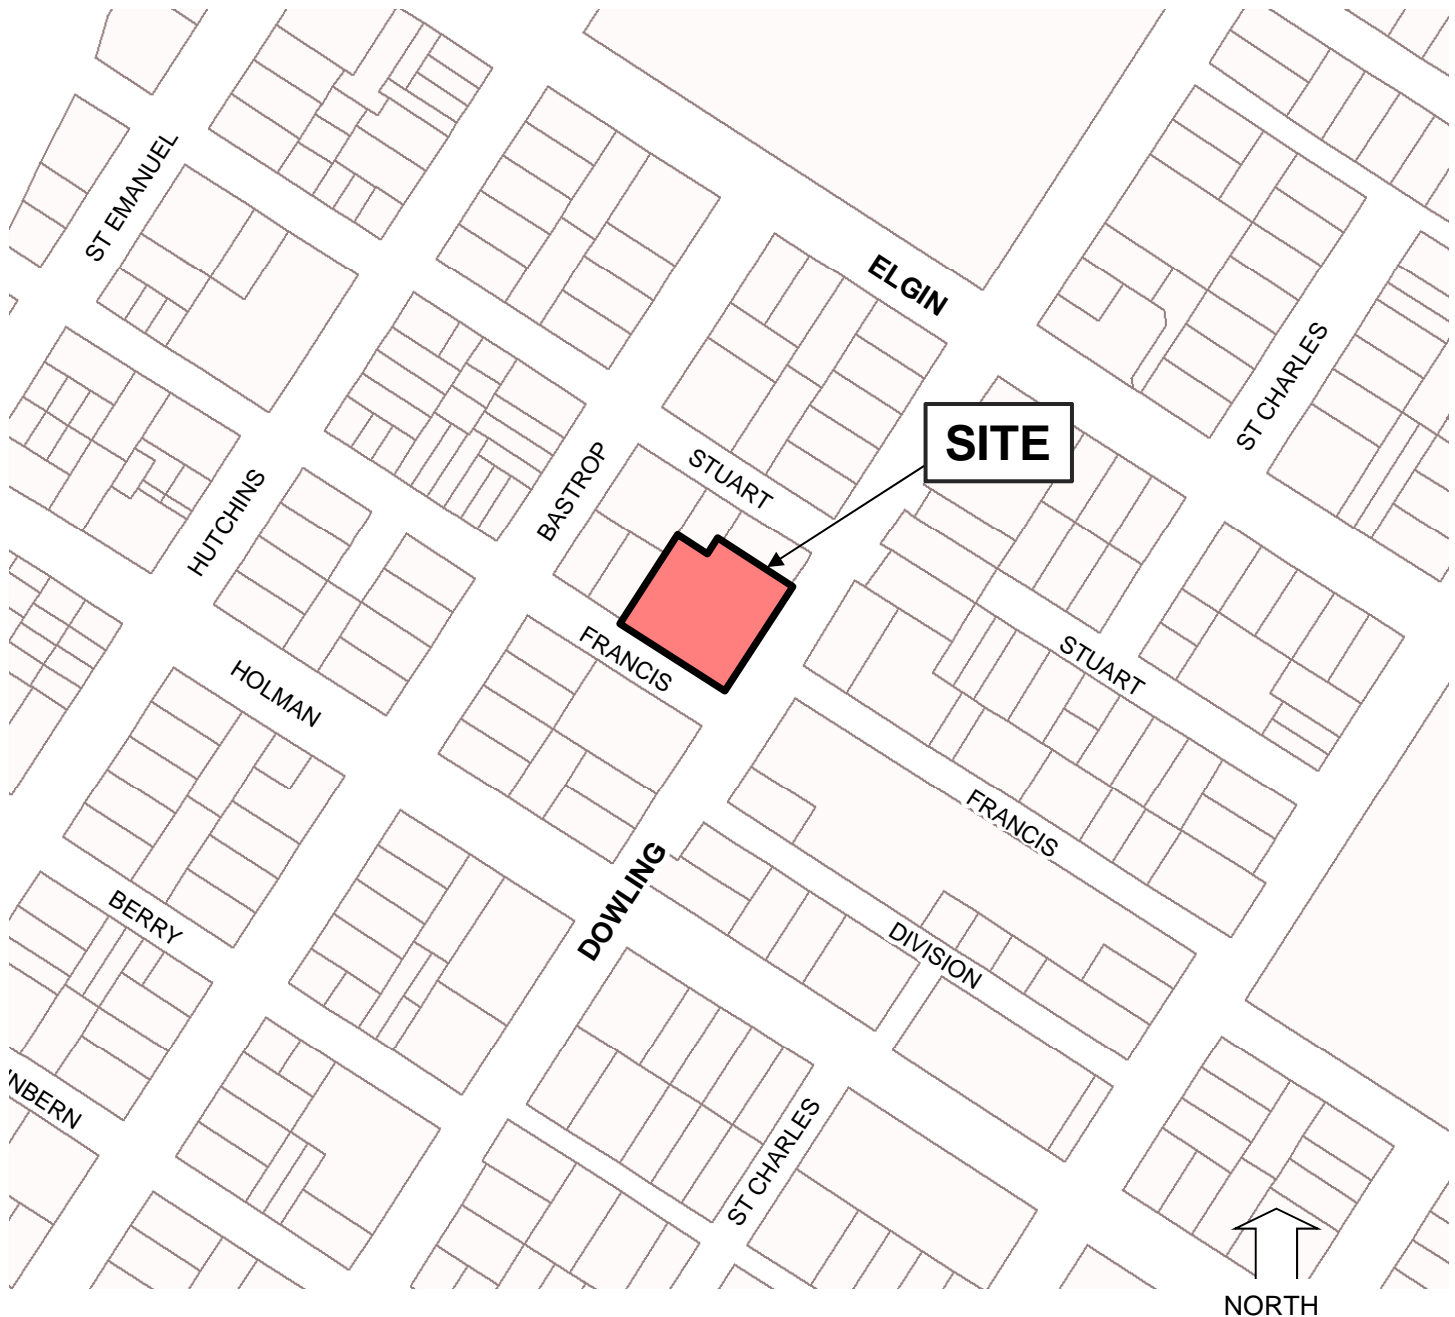 ST EMANUEL
ELGIN
ST CHARLES
SITE
STUART
BASTROP
HUTCHINS
FRANCIS
STUART
HOLMAN
FRANCIS
DOWLING
BERRY
DIVISION
NBERN
ST CHARLES
NORTH